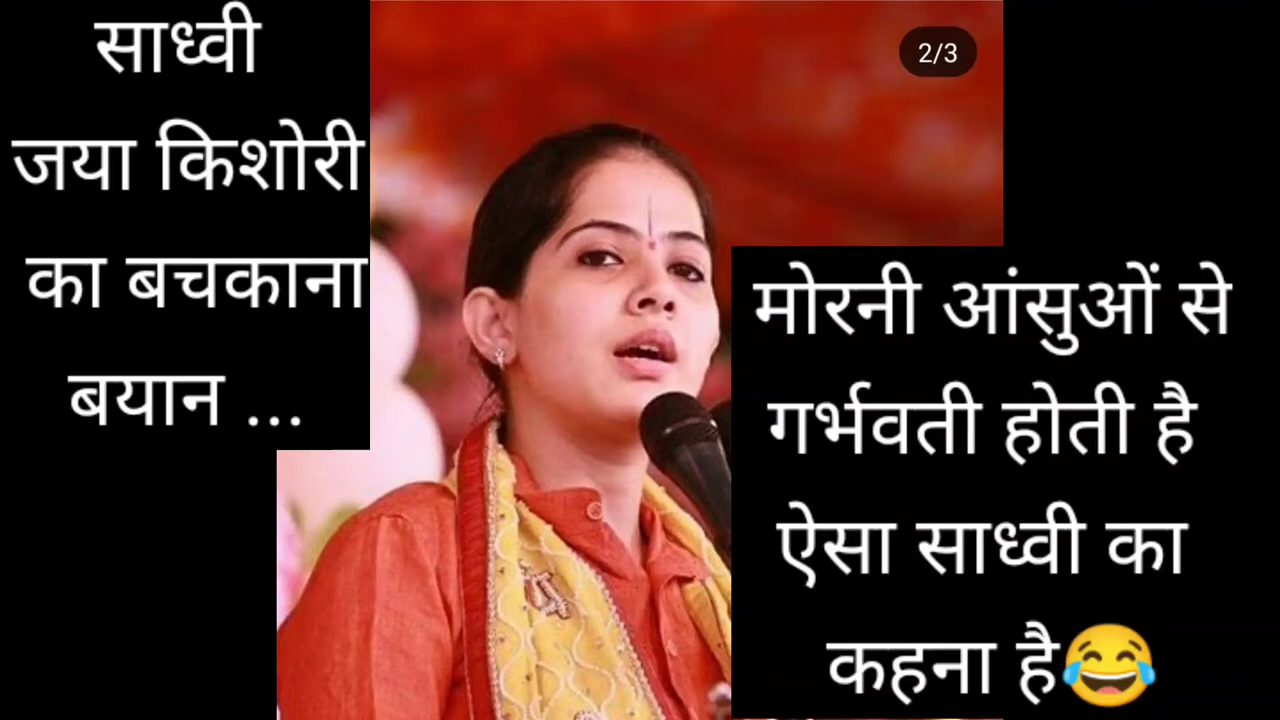 साध्वी
जया किशोरी
का बचकाना
बयान ...
2/3
मोरनी आंसुओं से
गर्भवती होती है
ऐसा साध्वी का
कहना है😂